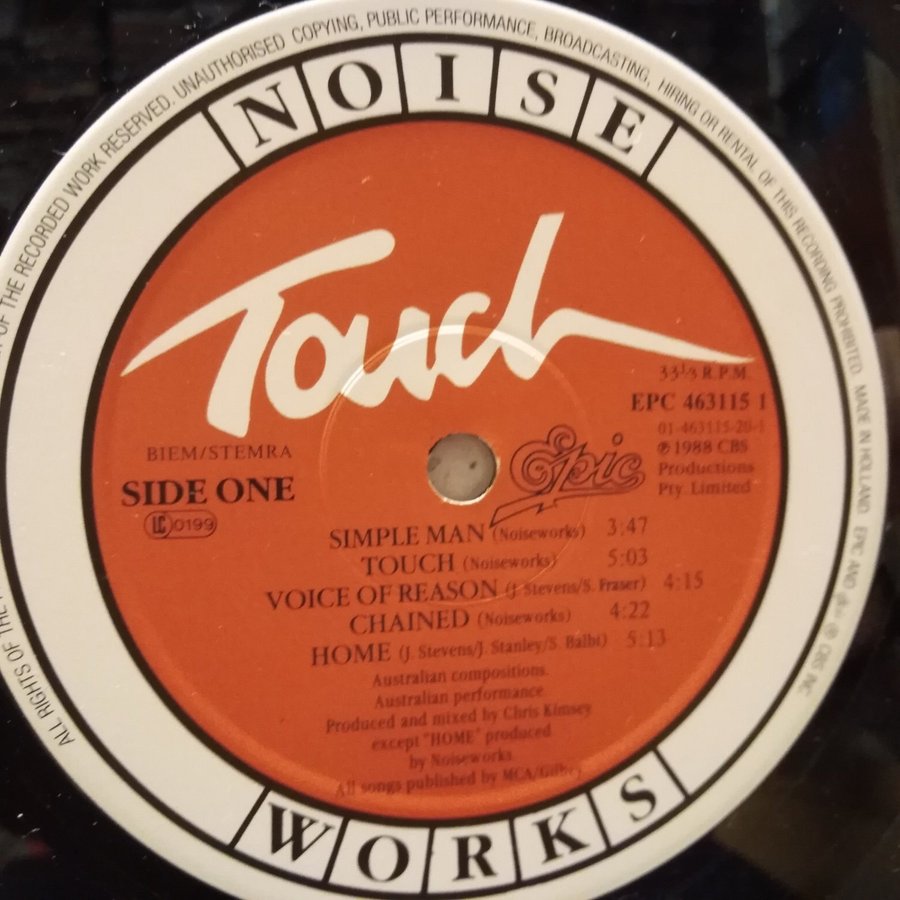 OF THE RECORDED WORK RESERVED. UNAUTHORISED COPYING, PUBLIC PERFORMANCE, BROADCASTING, HIRING OR RENTAL OF THIS RECORDING PROHIBITED. MADE IN HOLLAND. EPIC AND ℗ CBS INC.
NOISE
Touch
33⅓ R.P.M.
EPC 463115 1
01-463115-20-1
℗ 1988 CBS
Productions
Pty Limited
BIEM/STEMRA
SIDE ONE
LC 0199
Epic
SIMPLE MAN (Noiseworks) 3:47
TOUCH (Noiseworks) 5:03
VOICE OF REASON (J. Stevens/S. Fraser) 4:15
CHAINED (Noiseworks) 4:22
HOME (J. Stevens/J. Stanley/S. Balbi) 5:13
Australian compositions.
Australian performance
Produced and mixed by Chris Kimsey
except "HOME" produced
by Noiseworks.
All songs published by MCA/Gilbey
WORKS
ALL RIGHTS OF THE